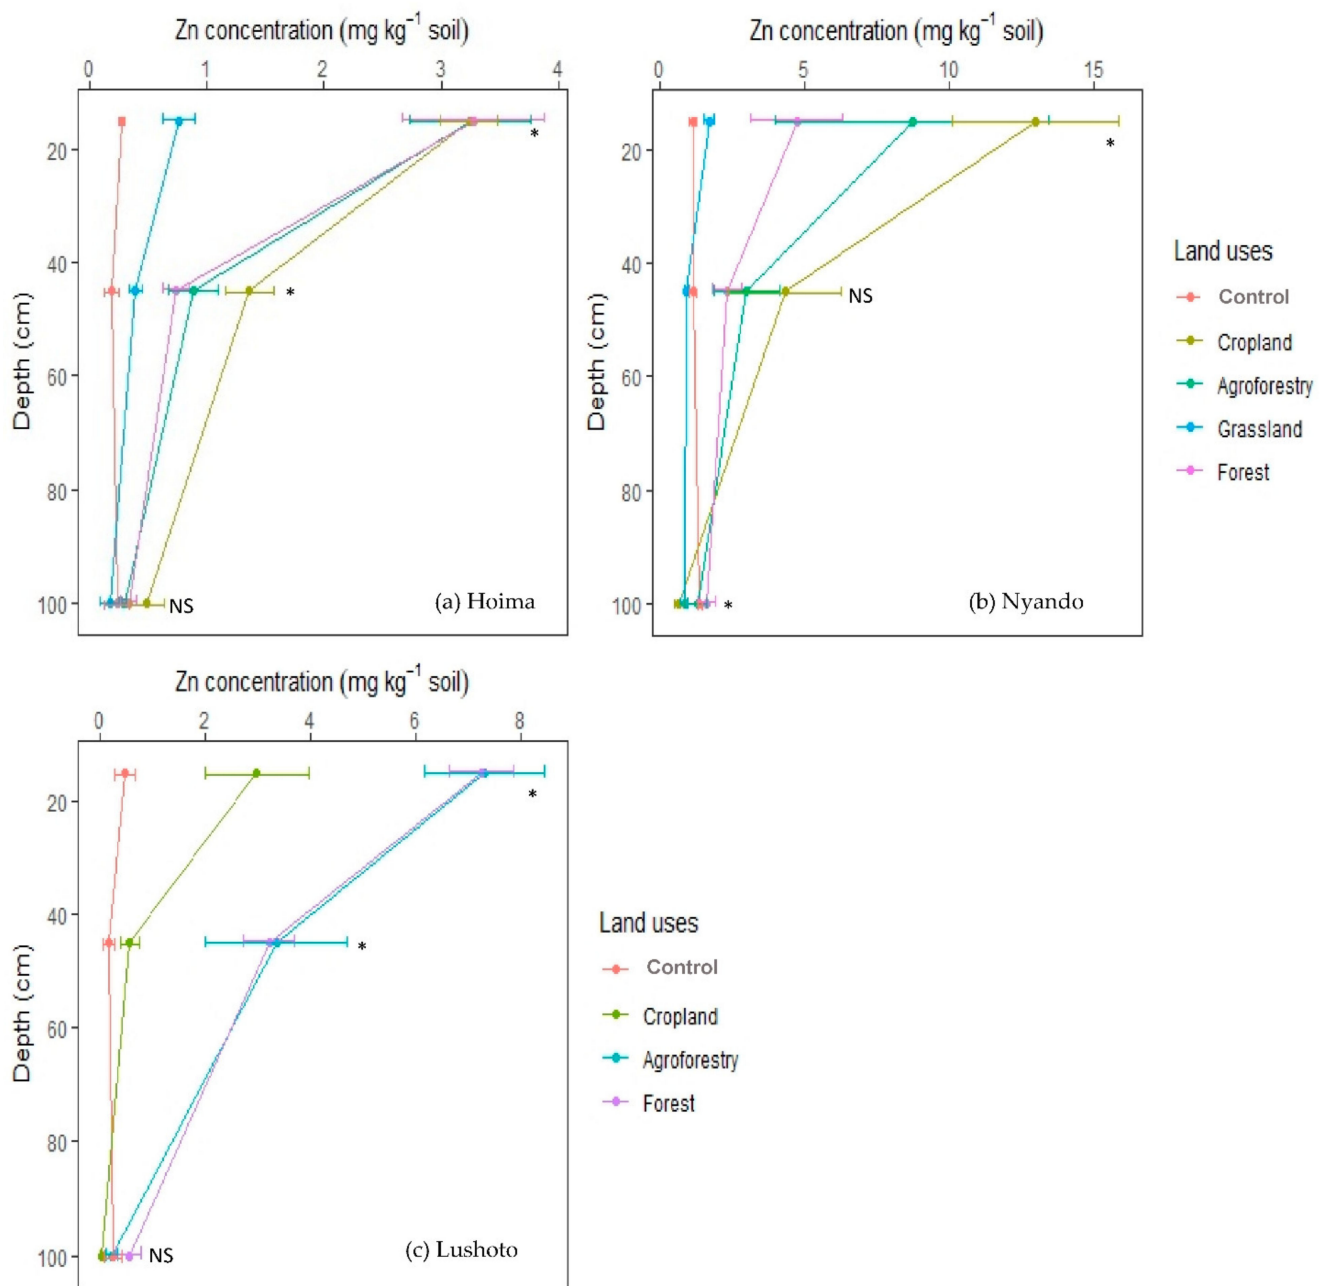 Zn concentration (mg kg⁻¹ soil)
0 1 2 3 4
20
40
60
80
100
Depth (cm)
*
*
NS
(a) Hoima
Zn concentration (mg kg⁻¹ soil)
0 5 10 15
20
40
60
80
100
Depth (cm)
*
NS
*
(b) Nyando
Land uses
Control
Cropland
Agroforestry
Grassland
Forest
Zn concentration (mg kg⁻¹ soil)
0 2 4 6 8
20
40
60
80
100
Depth (cm)
*
*
NS
(c) Lushoto
Land uses
Control
Cropland
Agroforestry
Forest